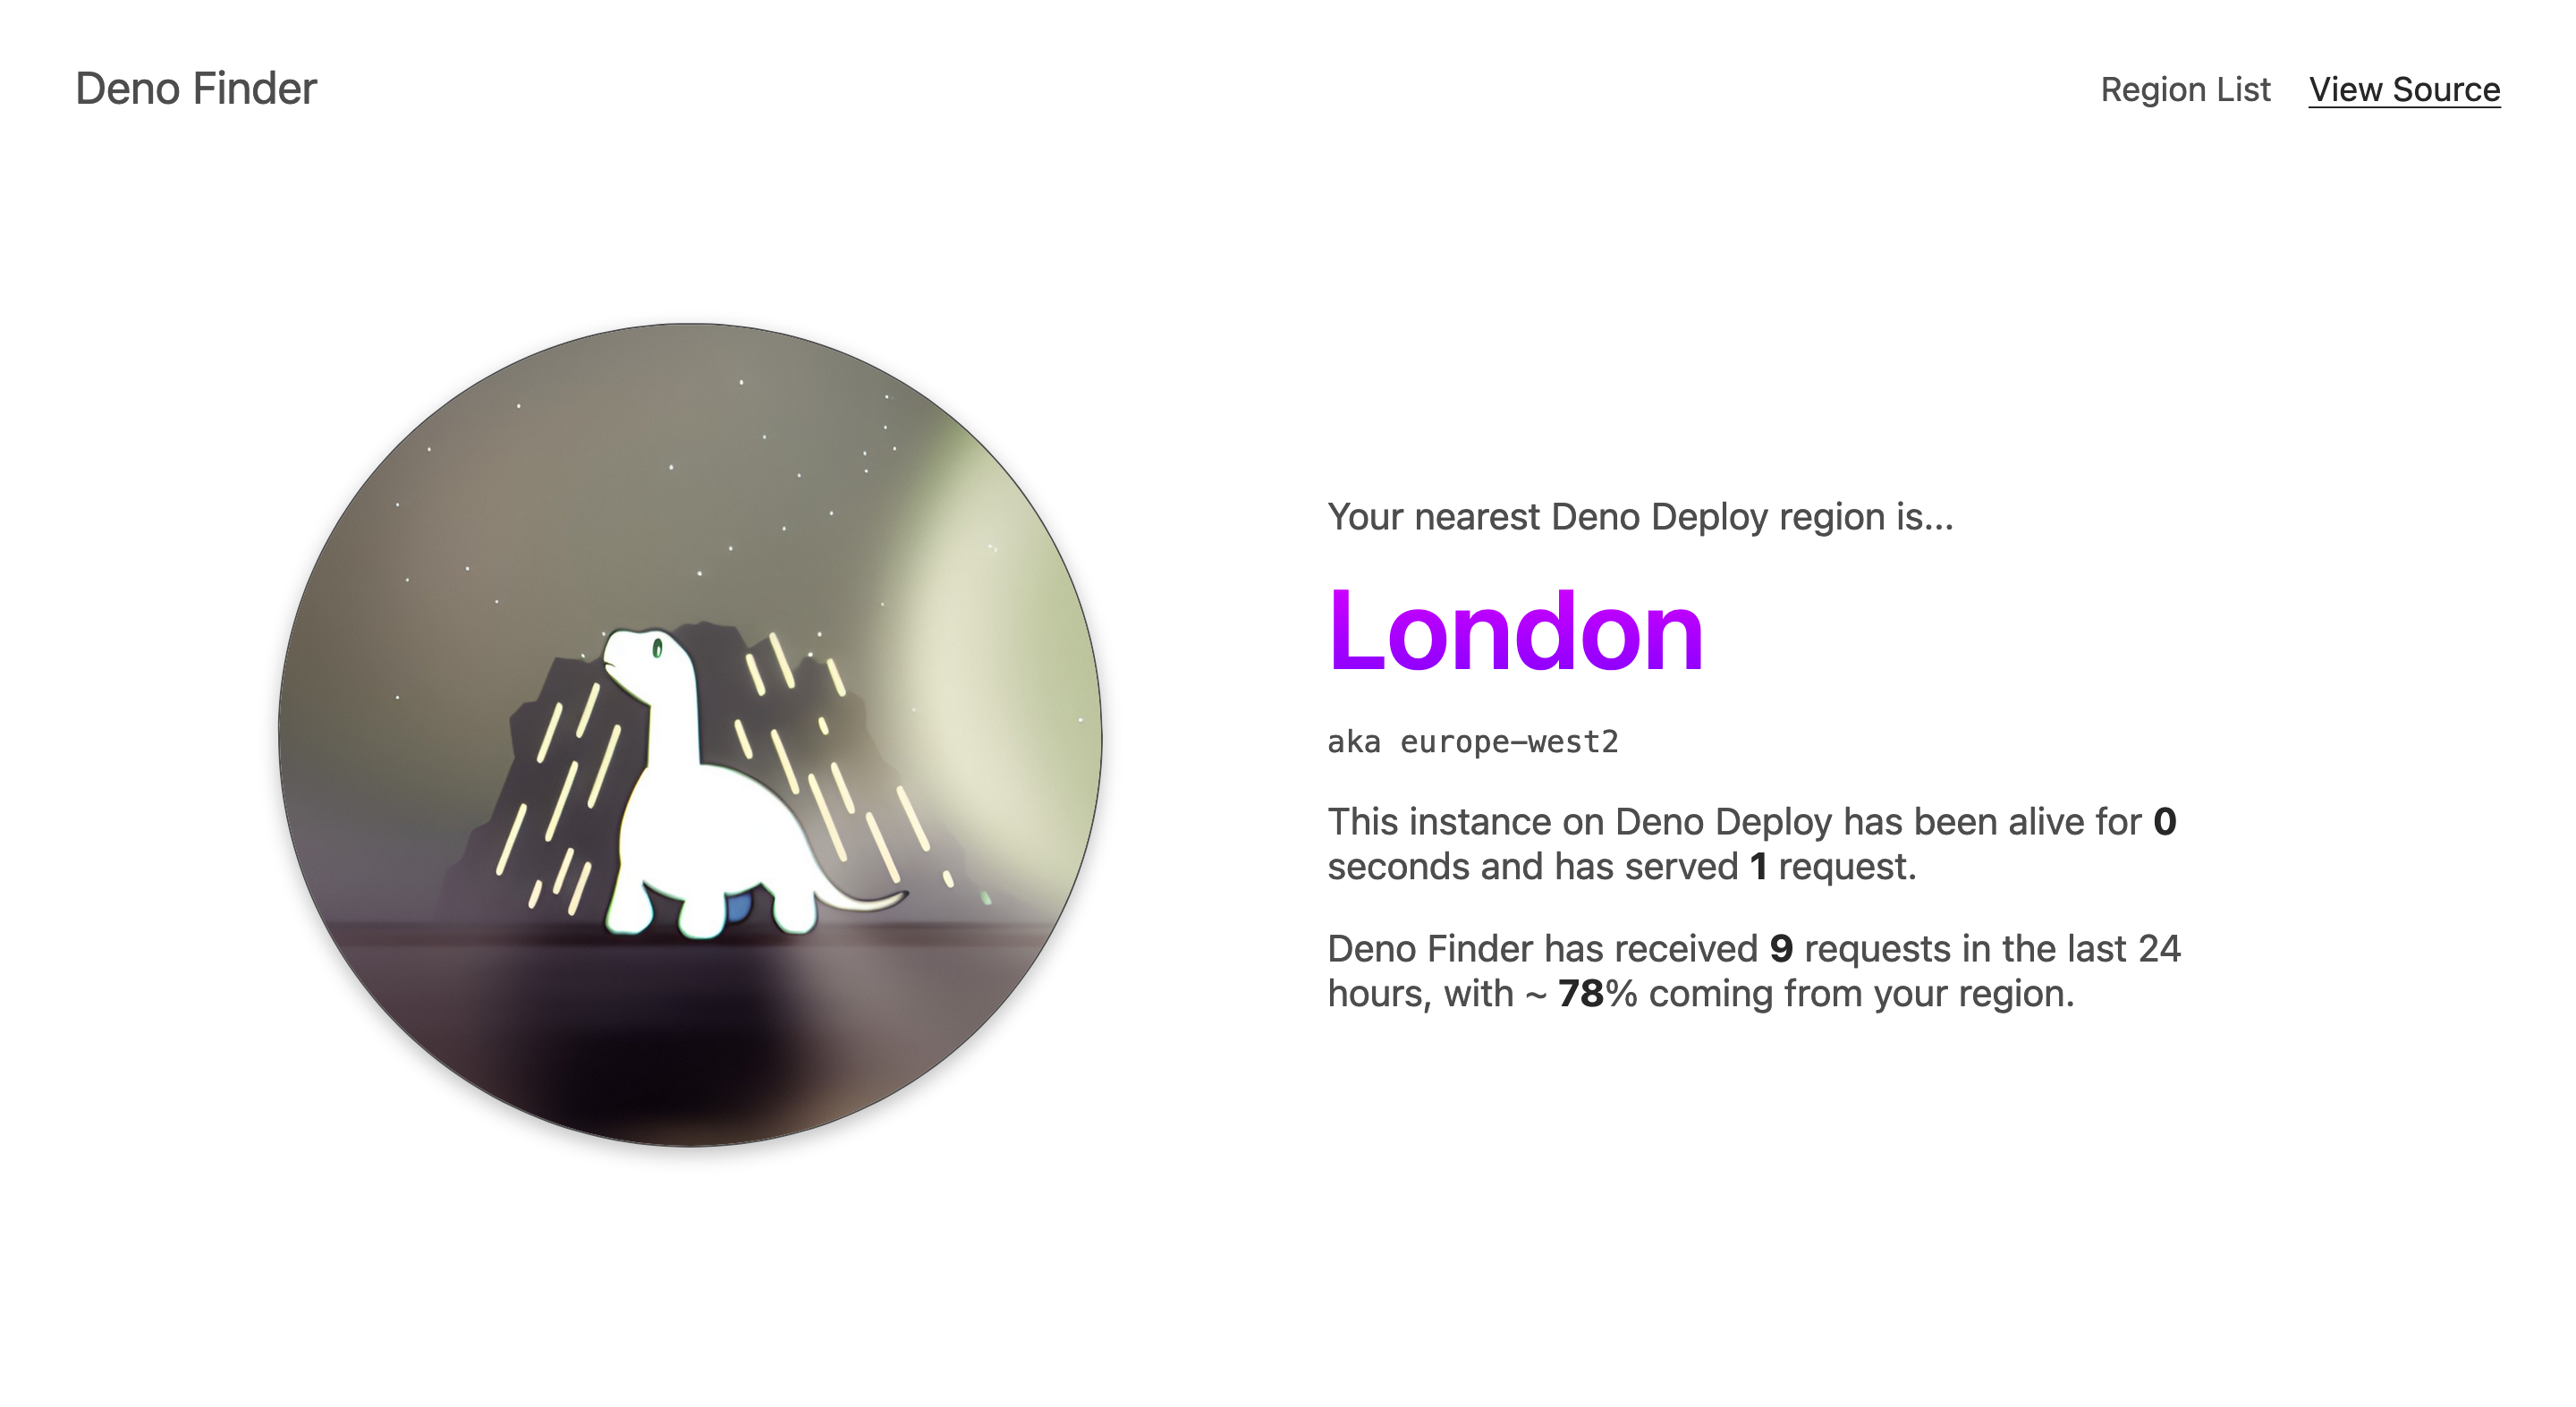 Deno Finder
Region List
View Source
Your nearest Deno Deploy region is...
London
aka europe-west2
This instance on Deno Deploy has been alive for 0
seconds and has served 1 request.
Deno Finder has received 9 requests in the last 24
hours, with ~ 78% coming from your region.